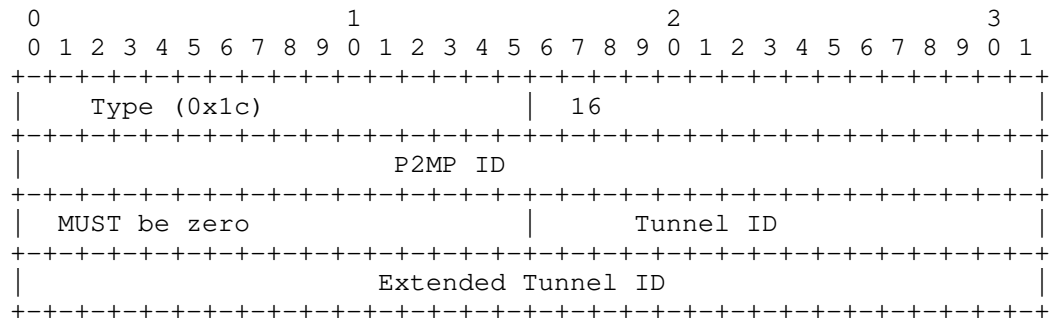 0                   1                   2                   3
 0 1 2 3 4 5 6 7 8 9 0 1 2 3 4 5 6 7 8 9 0 1 2 3 4 5 6 7 8 9 0 1
+-+-+-+-+-+-+-+-+-+-+-+-+-+-+-+-+-+-+-+-+-+-+-+-+-+-+-+-+-+-+-+-+
|    Type (0x1c)                |  16                           |
+-+-+-+-+-+-+-+-+-+-+-+-+-+-+-+-+-+-+-+-+-+-+-+-+-+-+-+-+-+-+-+-+
|                       P2MP ID                                 |
+-+-+-+-+-+-+-+-+-+-+-+-+-+-+-+-+-+-+-+-+-+-+-+-+-+-+-+-+-+-+-+-+
|  MUST be zero                 |      Tunnel ID                |
+-+-+-+-+-+-+-+-+-+-+-+-+-+-+-+-+-+-+-+-+-+-+-+-+-+-+-+-+-+-+-+-+
|                      Extended Tunnel ID                       |
+-+-+-+-+-+-+-+-+-+-+-+-+-+-+-+-+-+-+-+-+-+-+-+-+-+-+-+-+-+-+-+-+